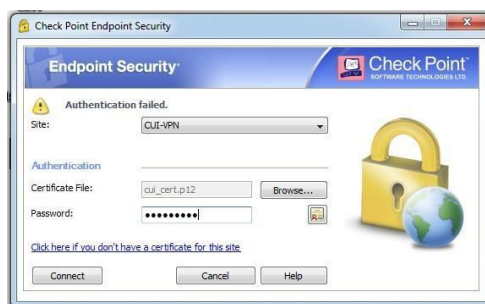 Check Point Endpoint Security
Endpoint Security
Check Point
SOFTWARE TECHNOLOGIES LTD.
Authentication failed.
Site:
CUI-VPN
Authentication
Certificate File:
cui_cert.p12
Browse...
Password:
Click here if you don't have a certificate for this site
Connect
Cancel
Help